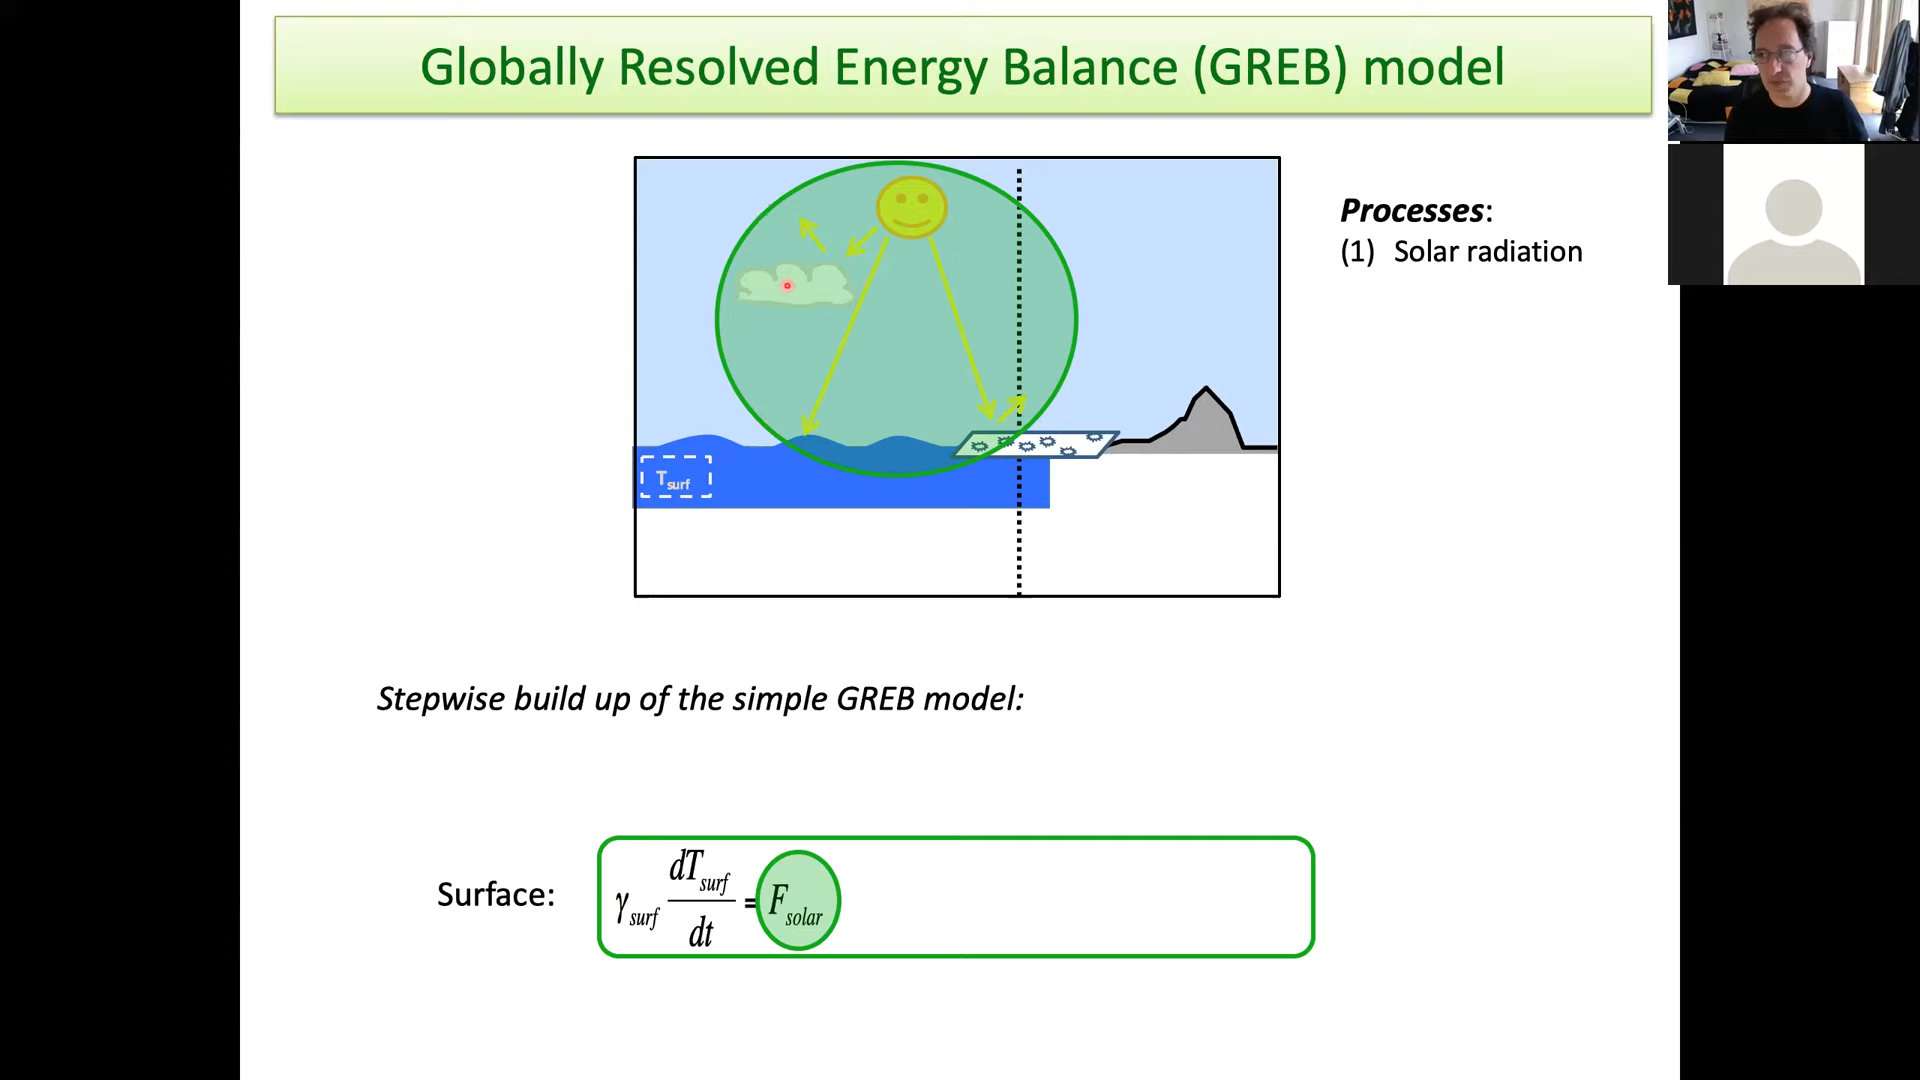 Globally Resolved Energy Balance (GREB) model
Processes:
(1) Solar radiation
T_surf
Stepwise build up of the simple GREB model:
Surface: γ_surf dT_surf/dt = F_solar